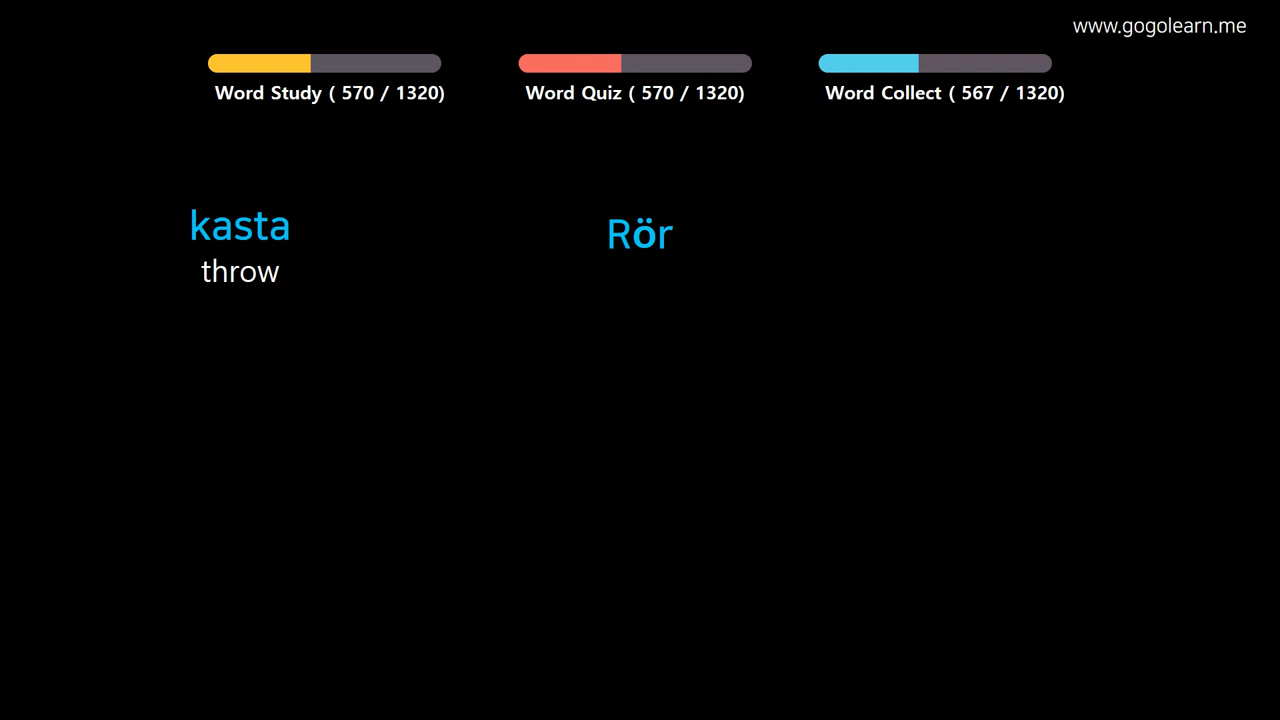 www.gogolearn.me
Word Study ( 570 / 1320)
Word Quiz ( 570 / 1320)
Word Collect ( 567 / 1320)
kasta
throw
Rör